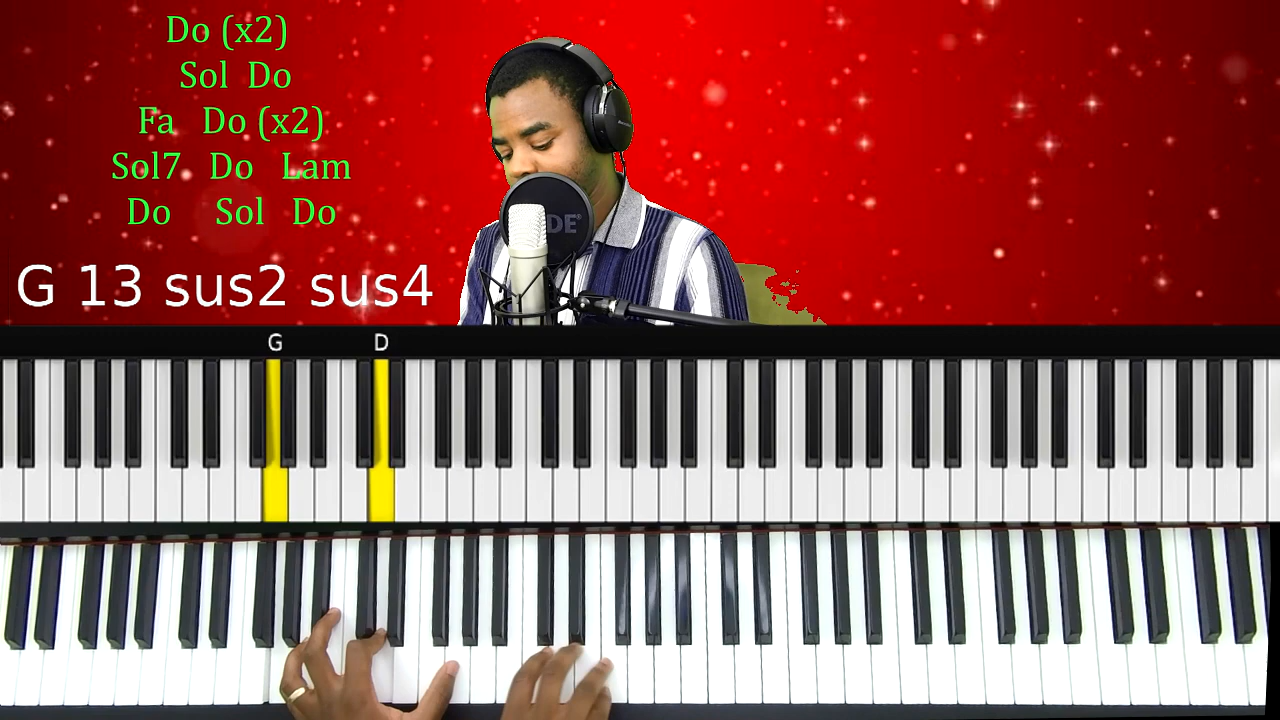 Do (x2)
Sol Do
Fa Do (x2)
Sol7 Do Lam
Do Sol Do
G 13 sus2 sus4
G D
DE